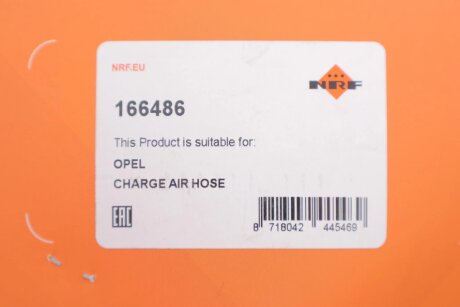 NRF.EU
NRF
166486
This Product is suitable for:
OPEL
CHARGE AIR HOSE
EAC
8 718042 445469